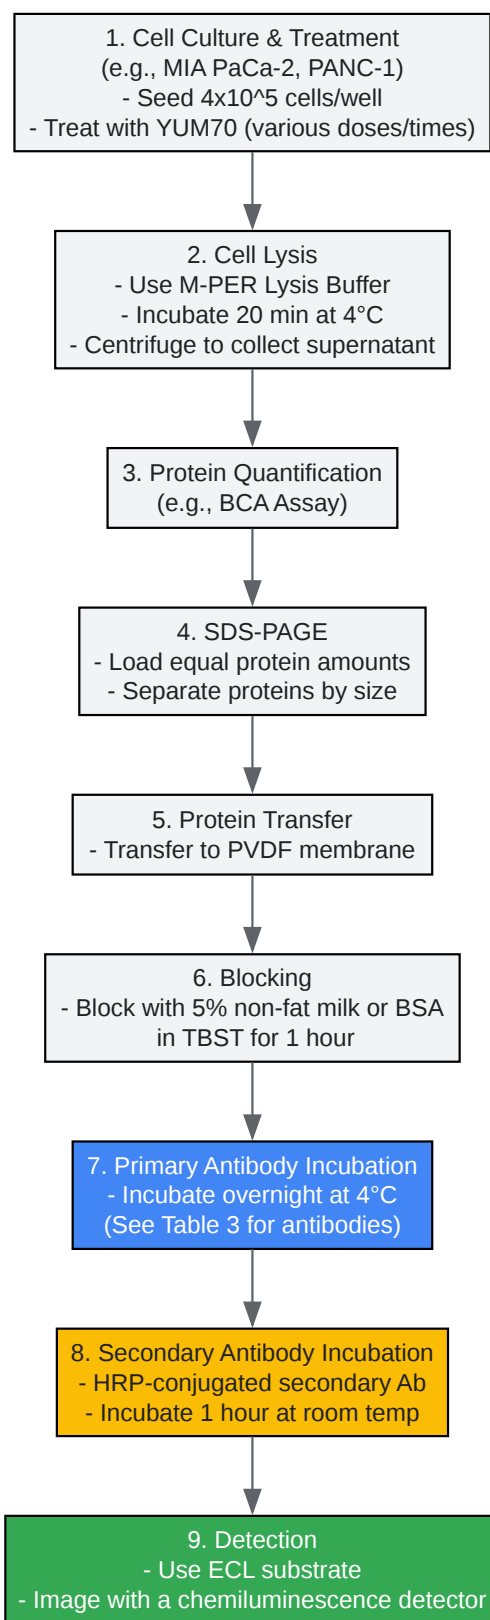 1. Cell Culture & Treatment
(e.g., MIA PaCa-2, PANC-1)
- Seed 4x10^5 cells/well
- Treat with YUM70 (various doses/times)
2. Cell Lysis
- Use M-PER Lysis Buffer
- Incubate 20 min at 4°C
- Centrifuge to collect supernatant
3. Protein Quantification
(e.g., BCA Assay)
4. SDS-PAGE
- Load equal protein amounts
- Separate proteins by size
5. Protein Transfer
- Transfer to PVDF membrane
6. Blocking
- Block with 5% non-fat milk or BSA
in TBST for 1 hour
7. Primary Antibody Incubation
- Incubate overnight at 4°C
(See Table 3 for antibodies)
8. Secondary Antibody Incubation
- HRP-conjugated secondary Ab
- Incubate 1 hour at room temp
9. Detection
- Use ECL substrate
- Image with a chemiluminescence detector